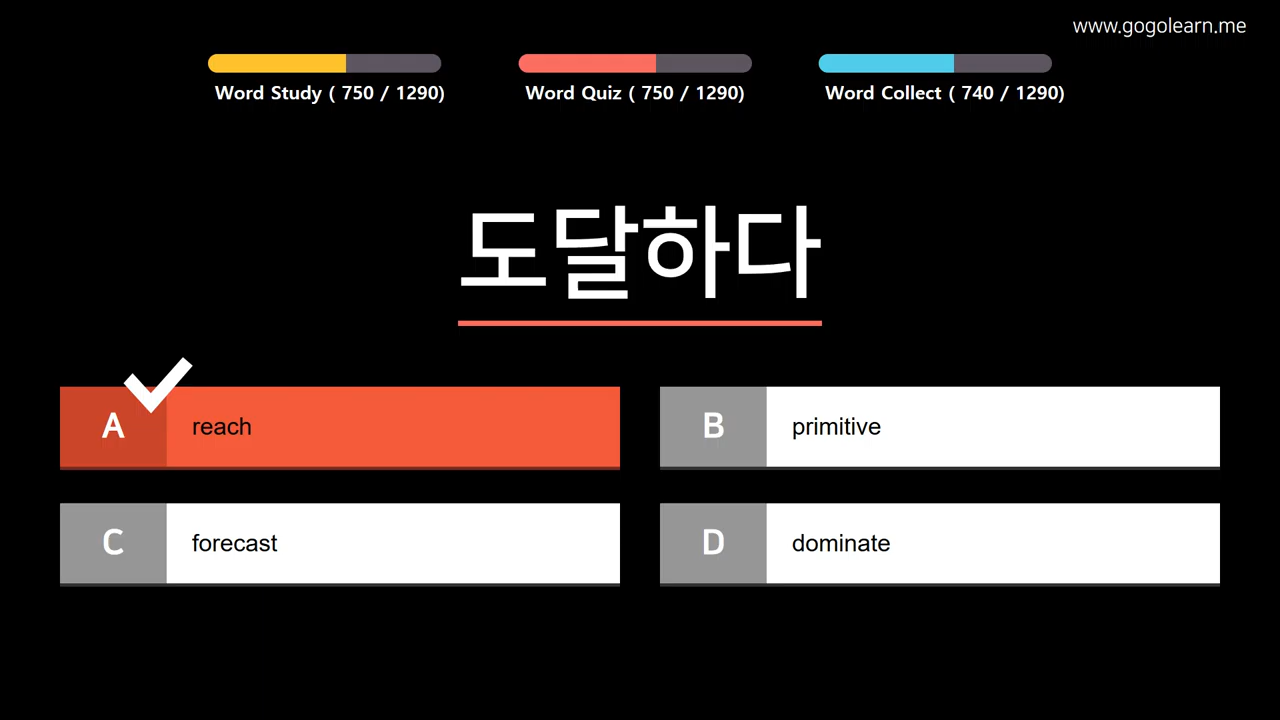 www.gogolearn.me
Word Study ( 750 / 1290)
Word Quiz ( 750 / 1290)
Word Collect ( 740 / 1290)
도달하다
A reach
B primitive
C forecast
D dominate